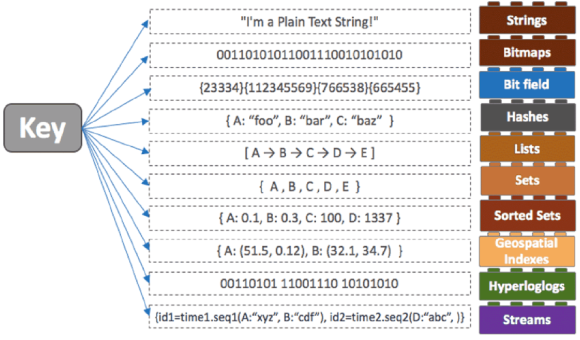 Key
"I'm a Plain Text String!"
Strings
00110101011001110010101010
Bitmaps
{23334}{112345569}{766538}{665455}
Bit field
{ A: “foo”, B: “bar”, C: “baz” }
Hashes
[ A → B → C → D → E ]
Lists
{ A , B , C , D , E }
Sets
{ A: 0.1, B: 0.3, C: 100, D: 1337 }
Sorted Sets
{ A: (51.5, 0.12), B: (32.1, 34.7) }
Geospatial
Indexes
00110101 11001110 10101010
Hyperloglogs
{id1=time1.seq1(A:“xyz”, B:“cdf”), id2=time2.seq2(D:“abc”, )}
Streams